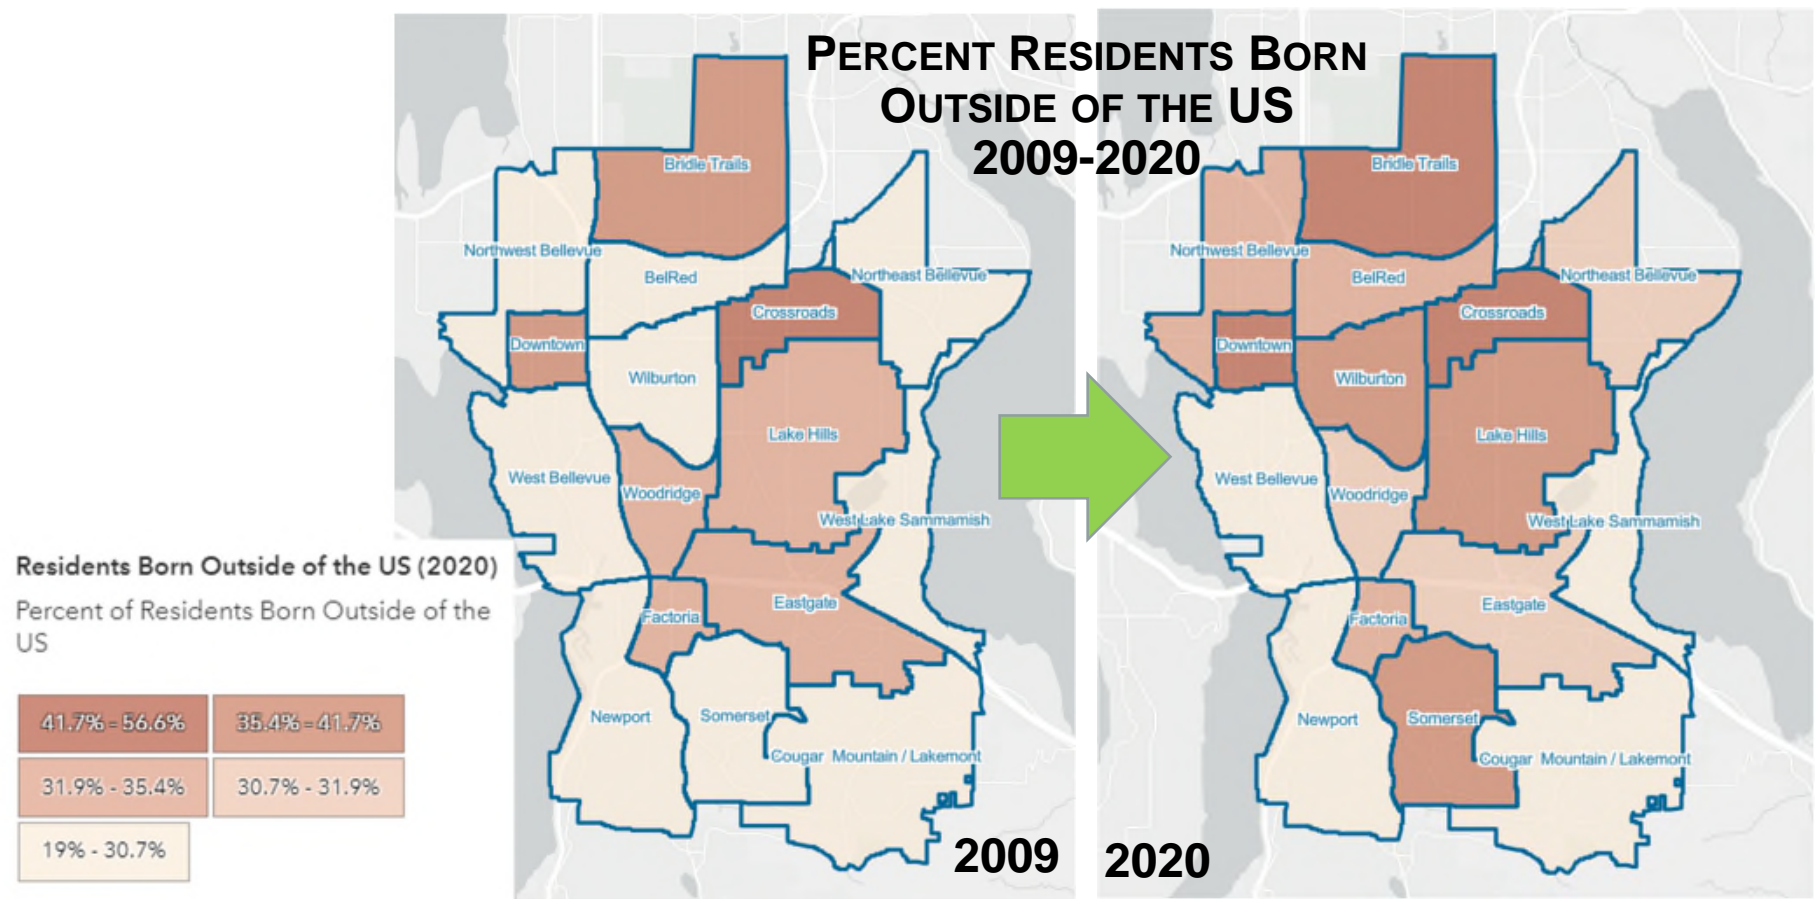 PERCENT RESIDENTS BORN
OUTSIDE OF THE US
2009-2020
Bridle Trails
Northwest Bellevue
BelRed
Northeast Bellevue
Crossroads
Downtown
Wilburton
Lake Hills
West Bellevue
Woodridge
West Lake Sammamish
Eastgate
Factoria
Newport
Somerset
Cougar Mountain / Lakemont
2009
Bridle Trails
Northwest Bellevue
BelRed
Northeast Bellevue
Crossroads
Downtown
Wilburton
Lake Hills
West Bellevue
Woodridge
West Lake Sammamish
Eastgate
Factoria
Newport
Somerset
Cougar Mountain / Lakemont
2020
Residents Born Outside of the US (2020)
Percent of Residents Born Outside of the
US
41.7% - 56.6%
35.4% - 41.7%
31.9% - 35.4%
30.7% - 31.9%
19% - 30.7%